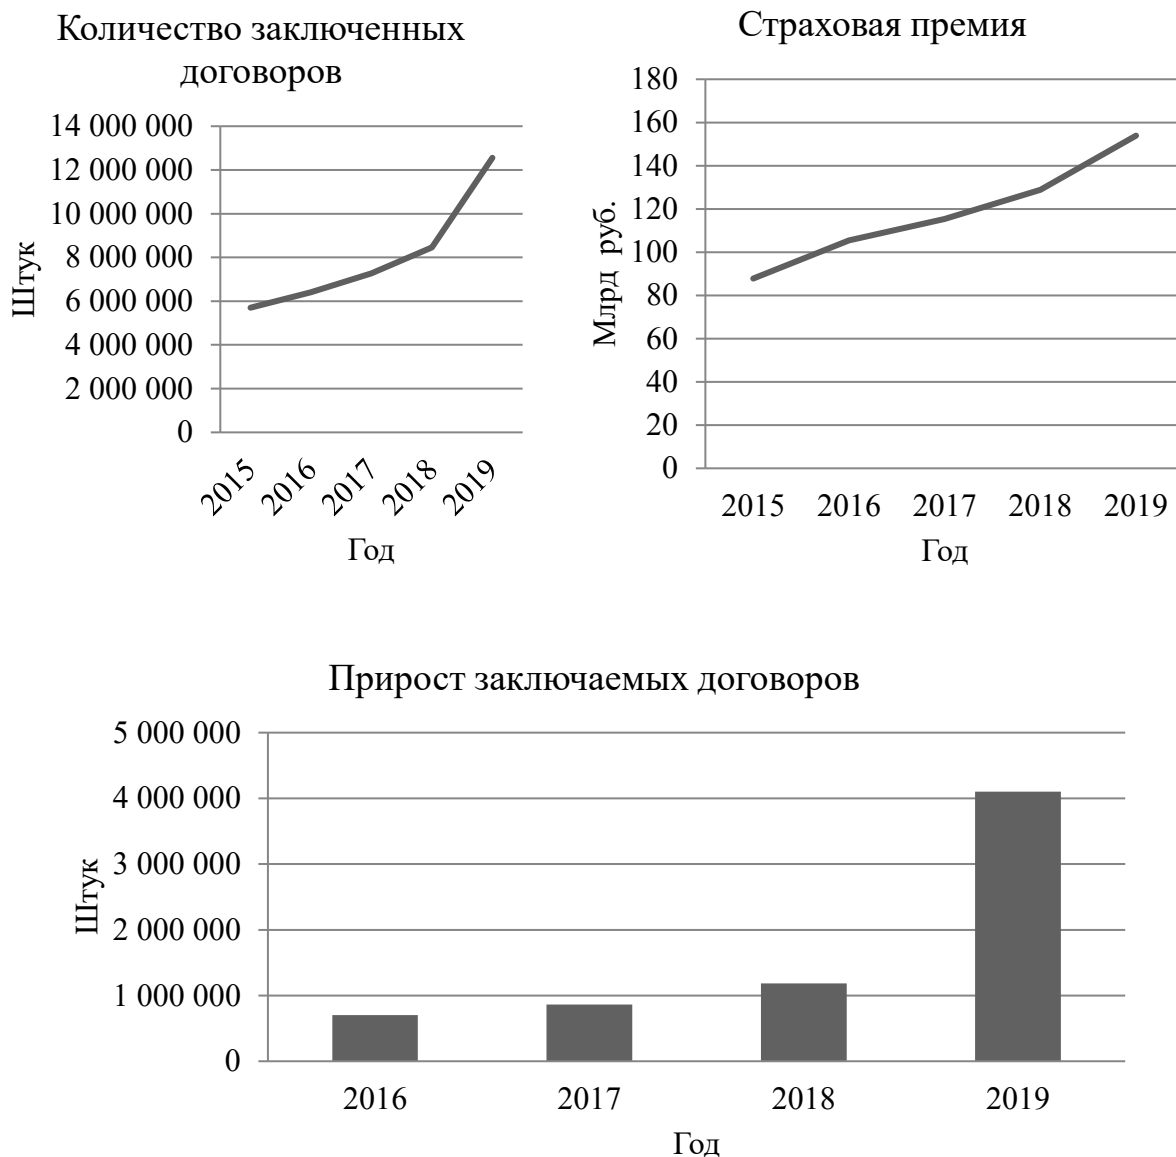 Количество заключенных
договоров
14 000 000
12 000 000
10 000 000
8 000 000
6 000 000
4 000 000
2 000 000
0
Штук
2015
2016
2017
2018
2019
Год
Страховая премия
180
160
140
120
100
80
60
40
20
0
Млрд руб.
2015 2016 2017 2018 2019
Год
Прирост заключаемых договоров
5 000 000
4 000 000
3 000 000
2 000 000
1 000 000
0
Штук
2016 2017 2018 2019
Год